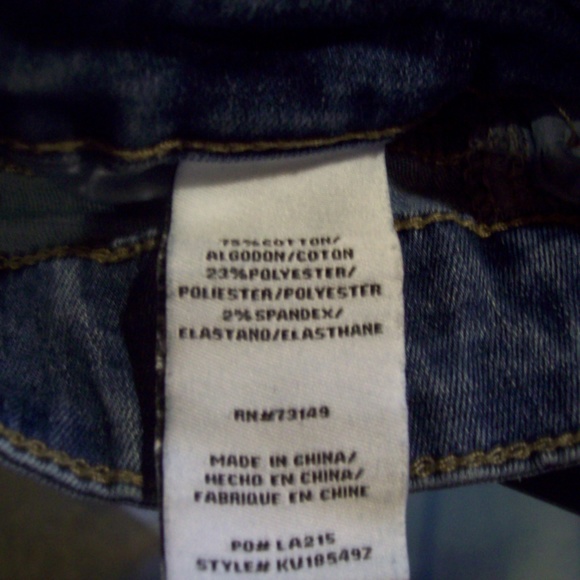 75%COTTON/
ALGODON/COTON
23%POLYESTER/
POLIESTER/POLYESTER
2%SPANDEX/
ELASTANO/ELASTHANE
RN#73149
MADE IN CHINA/
HECHO EN CHINA/
FABRIQUE EN CHINE
PO# LA215
STYLE# KV18549Z